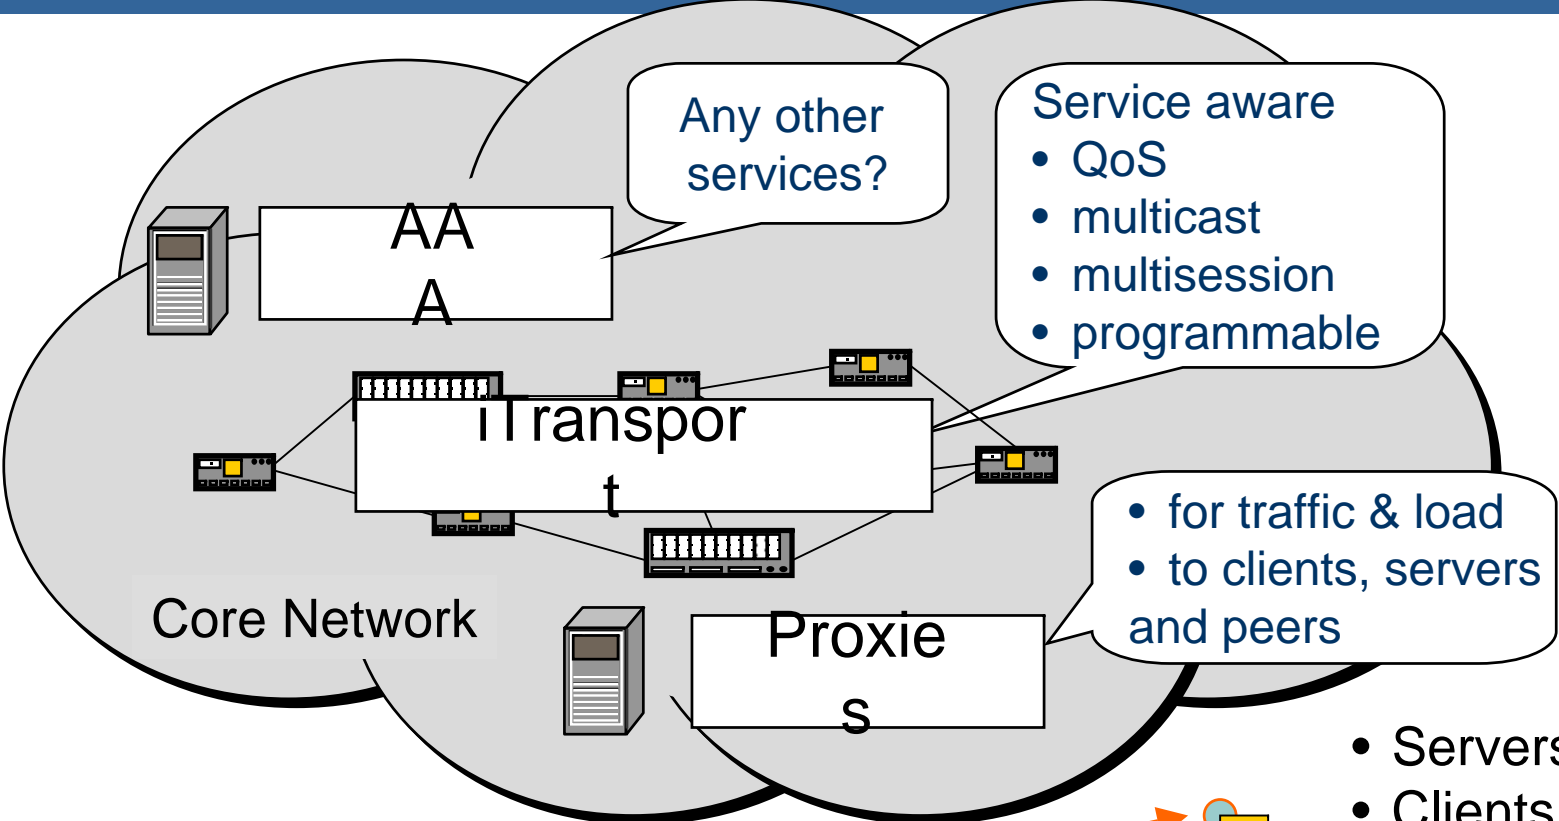 Any other
services?
Service aware
• QoS
• multicast
• multisession
• programmable
AA
A
iTranspor
t
• for traffic & load
• to clients, servers
and peers
Core Network
Proxie
s
• Servers
• Clients